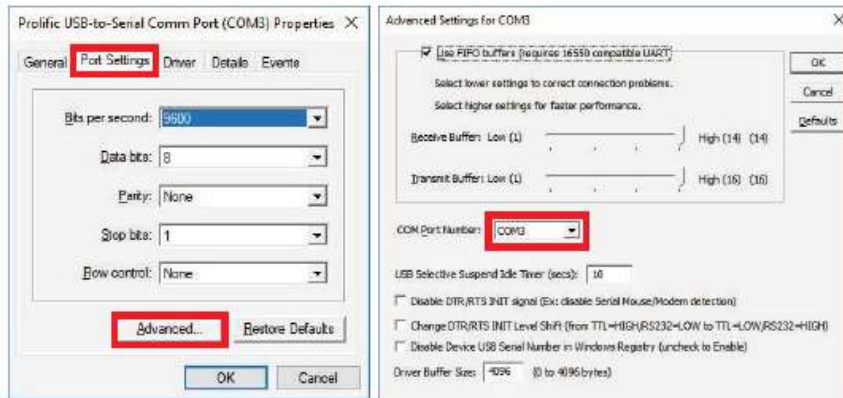 Prolific USB-to-Serial Comm Port (COM3) Properties
General Port Settings Driver Details Events
Bits per second: 9600
Data bits: 8
Parity: None
Stop bits: 1
Flow control: None
Advanced... Restore Defaults
OK Cancel
Advanced Settings for COM3
Use FIFO buffers (requires 16550 compatible UART)
OK
Select lower settings to correct connection problems.
Cancel
Select higher settings for faster performance.
Defaults
Receive Buffer: Low (1) High (14) (14)
Transmit Buffer: Low (1) High (16) (16)
COM Port Number: COM3
USB Selective Suspend Idle Timer (secs): 10
Disable DTR/RTS INIT signal (Ex: disable Serial Mouse/Modem detection)
Change DTR/RTS INIT Level Shift (from TTL=HIGH,RS232=LOW to TTL=LOW,RS232=HIGH)
Disable Device USB Serial Number in Windows Registry (uncheck to Enable)
Driver Buffer Size: 4096 (0 to 4096 bytes)